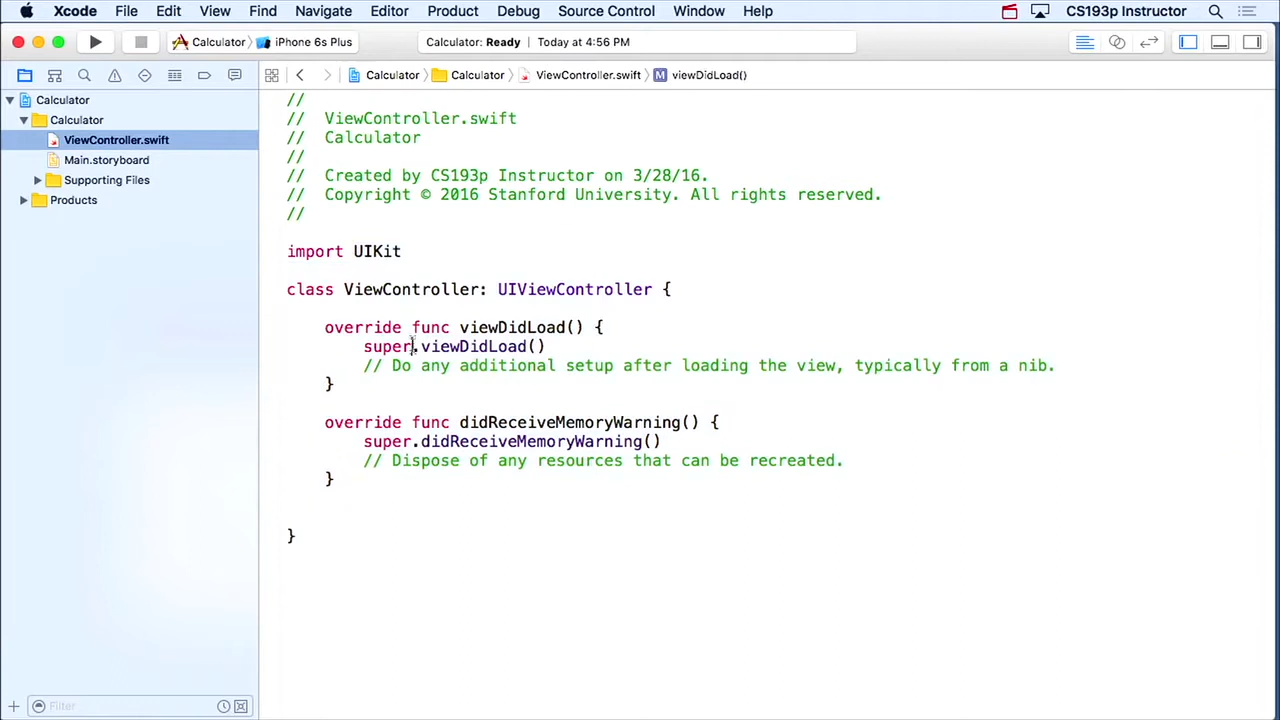 Xcode File Edit View Find Navigate Editor Product Debug Source Control Window Help CS193p Instructor
Calculator iPhone 6s Plus Calculator: Ready Today at 4:56 PM
Calculator Calculator ViewController.swift M viewDidLoad()
Calculator
Calculator
ViewController.swift
Main.storyboard
Supporting Files
Products
//
// ViewController.swift
// Calculator
//
// Created by CS193p Instructor on 3/28/16.
// Copyright © 2016 Stanford University. All rights reserved.
//
import UIKit
class ViewController: UIViewController {
override func viewDidLoad() {
super.viewDidLoad()
// Do any additional setup after loading the view, typically from a nib.
}
override func didReceiveMemoryWarning() {
super.didReceiveMemoryWarning()
// Dispose of any resources that can be recreated.
}
}
Filter